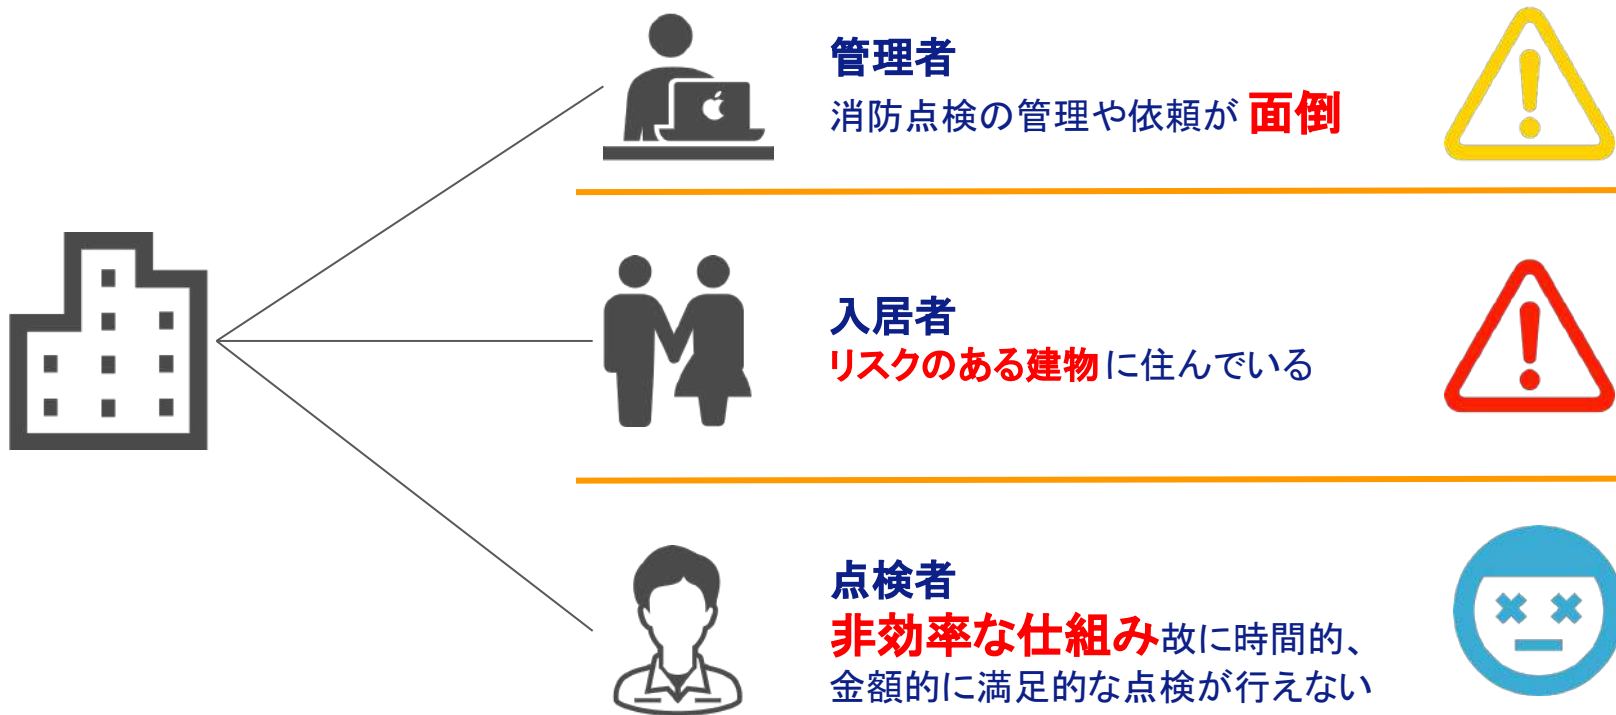 管理者
消防点検の管理や依頼が 面倒
入居者
リスクのある建物に住んでいる
点検者
非効率な仕組み故に時間的、
金額的に満足的な点検が行えない